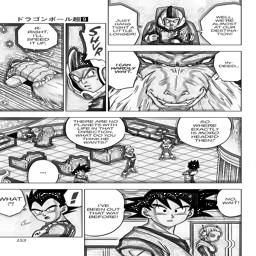 ドラゴンボール超 9
JUST
HANG
TIGHT A
LITTLE
LONGER!
WELL,
WE'RE
ALMOST
AT OUR
DESTINA-
TION!
R-
RIGHT.
I'LL
SPEED
IT UP.
I CAN
HARDLY
WAIT.
IN-
DEED.
THERE ARE NO
PLANETS WITH
LIFE IN THAT
DIRECTION.
WHAT DO YOU
THINK HE
WANTS?
SO
WHERE
EXACTLY
IS
MORO
HEADED
THEN?
NO,
WAIT!
I'VE BEEN
OUT THAT
WAY BEFORE!
WHAT
?!